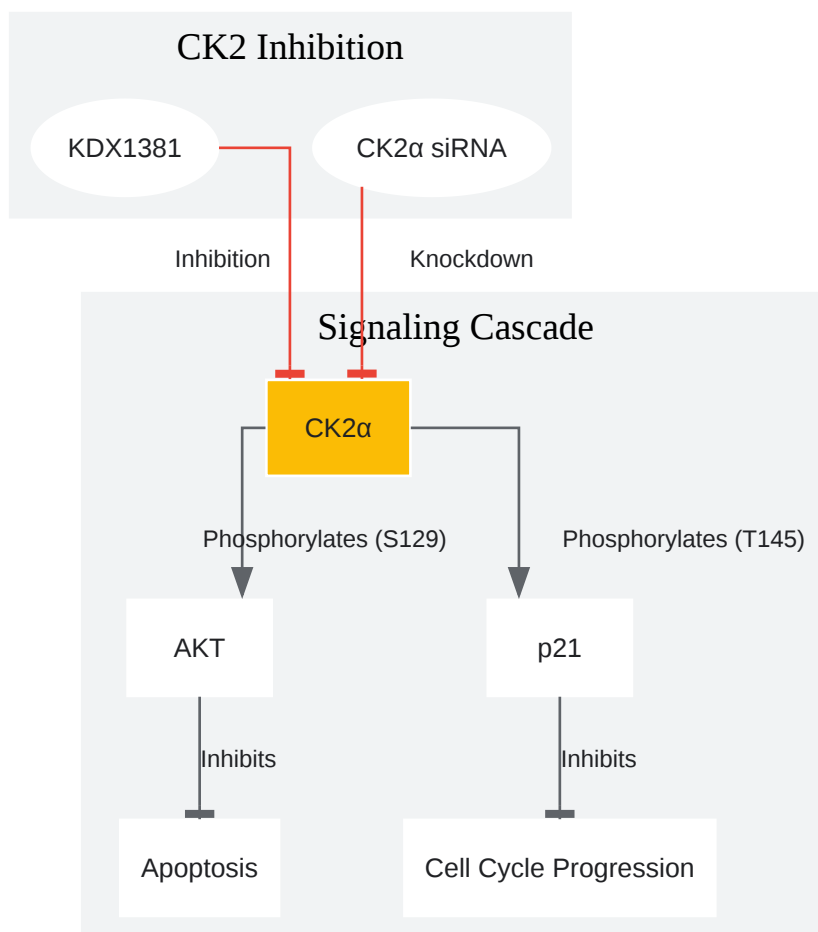 CK2 Inhibition
KDX1381
CK2α siRNA
Inhibition
Knockdown
Signaling Cascade
CK2α
Phosphorylates (S129)
Phosphorylates (T145)
AKT
p21
Inhibits
Inhibits
Apoptosis
Cell Cycle Progression